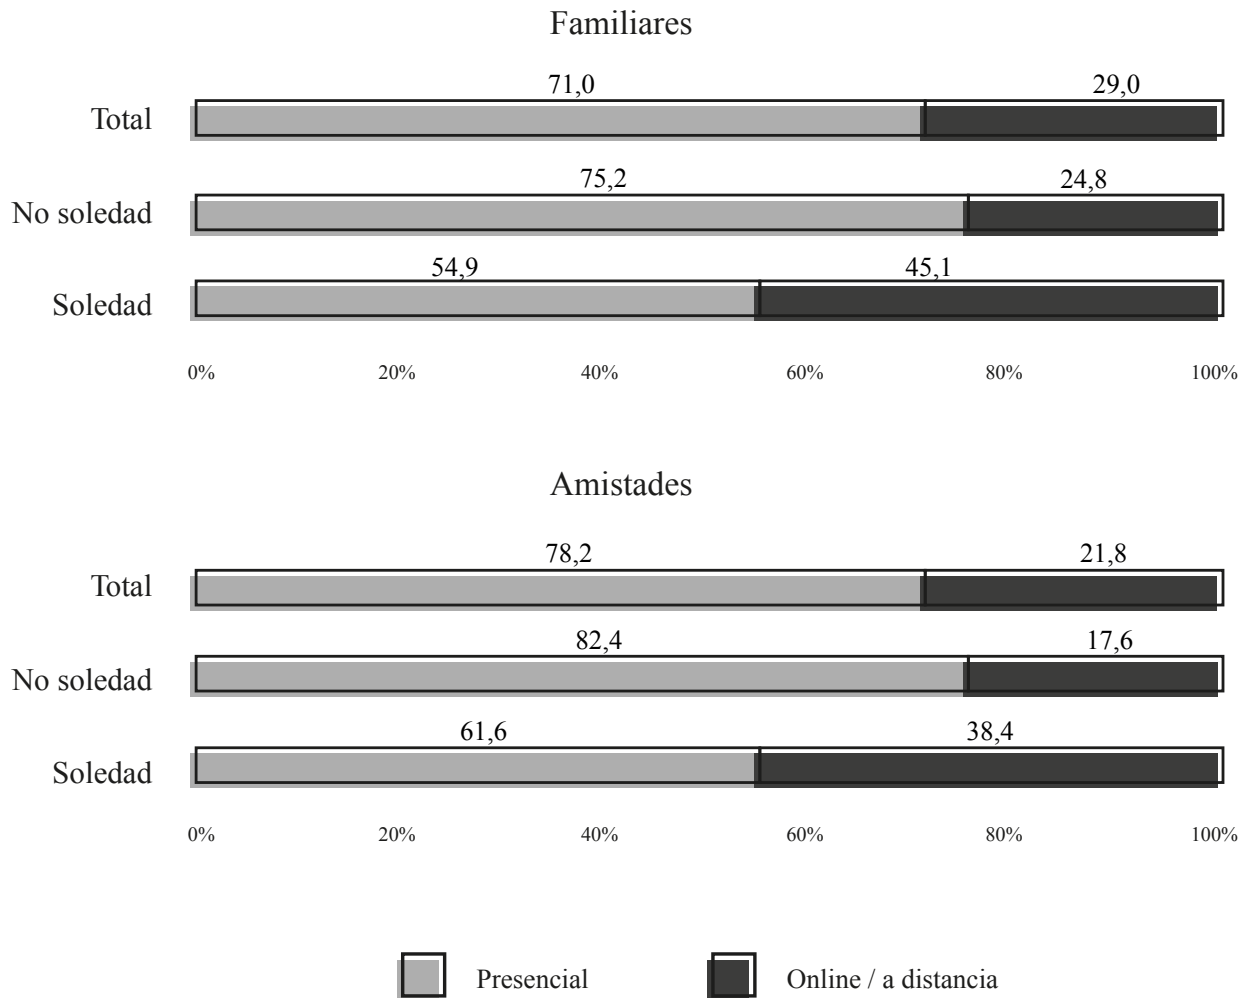 Familiares
71,0 29,0
Total
75,2 24,8
No soledad
54,9 45,1
Soledad
0% 20% 40% 60% 80% 100%
Amistades
78,2 21,8
Total
82,4 17,6
No soledad
61,6 38,4
Soledad
0% 20% 40% 60% 80% 100%
Presencial Online / a distancia